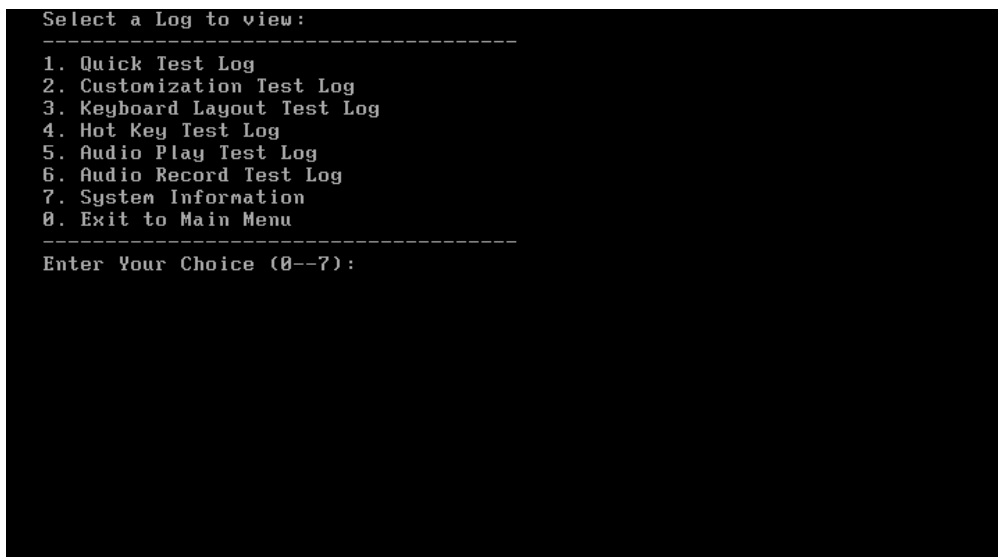 Select a Log to view:
--------------------------------------
1. Quick Test Log
2. Customization Test Log
3. Keyboard Layout Test Log
4. Hot Key Test Log
5. Audio Play Test Log
6. Audio Record Test Log
7. System Information
0. Exit to Main Menu
--------------------------------------
Enter Your Choice (0--7):